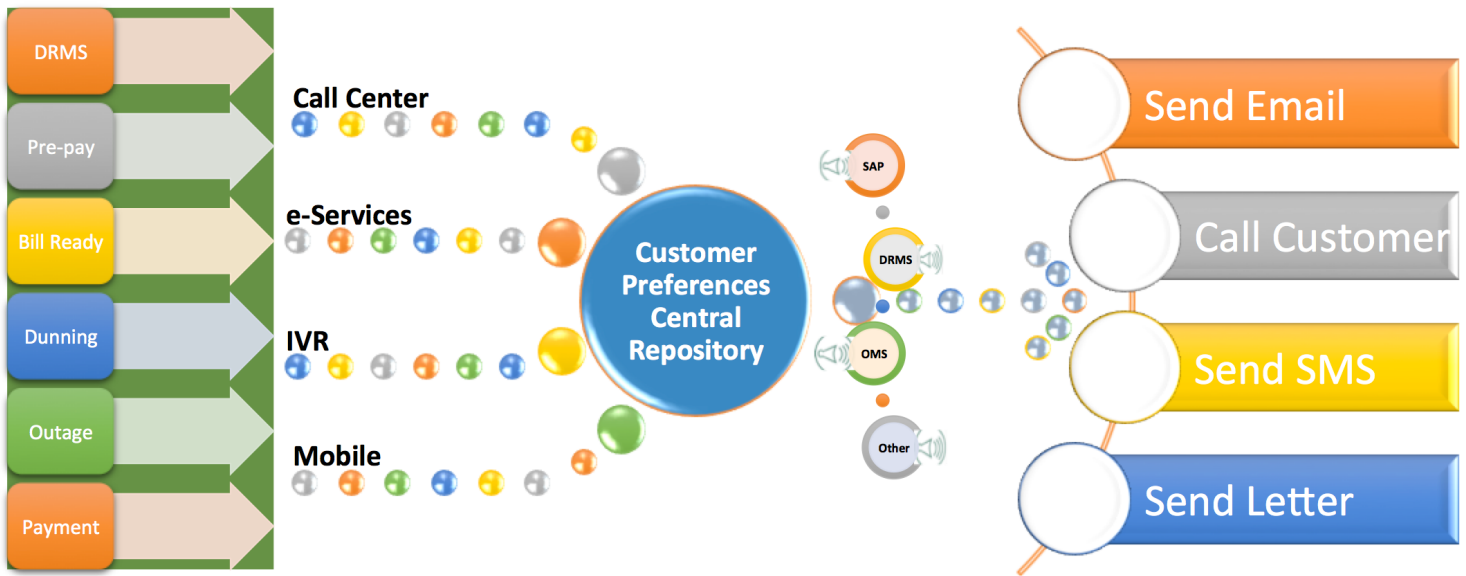 DRMS
Pre-pay
Bill Ready
Dunning
Outage
Payment
Call Center
e-Services
IVR
Mobile
Customer
Preferences
Central
Repository
SAP
DRMS
OMS
Other
Send Email
Call Customer
Send SMS
Send Letter